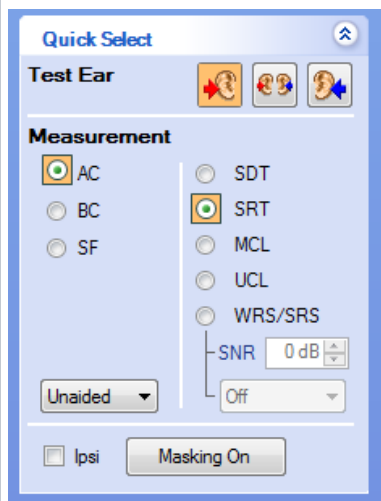 Quick Select
Test Ear
Measurement
AC
SDT
BC
SRT
SF
MCL
UCL
WRS/SRS
SNR 0 dB
Unaided
Off
Ipsi
Masking On